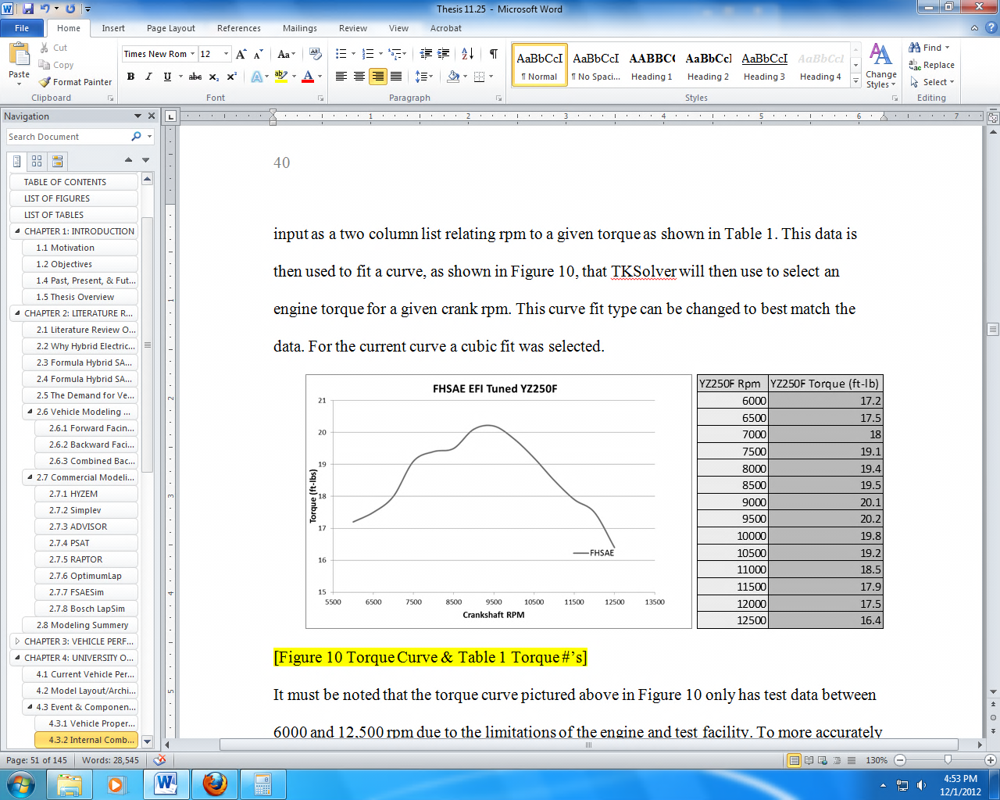 Thesis 11.25 - Microsoft Word
File Home Insert Page Layout References Mailings Review View Acrobat
Paste
Cut
Copy
Format Painter
Clipboard
Times New Rom 12
Font
Paragraph
AaBbCcI AaBbCcI AABBC AaBbCcI AaBbCcI AaBbCcI
¶ Normal ¶ No Spaci... Heading 1 Heading 2 Heading 3 Heading 4
Change Styles
Styles
Find
Replace
Select
Editing
Navigation
Search Document
TABLE OF CONTENTS
LIST OF FIGURES
LIST OF TABLES
CHAPTER 1: INTRODUCTION
1.1 Motivation
1.2 Objectives
1.4 Past, Present, & Fut...
1.5 Thesis Overview
CHAPTER 2: LITERATURE R...
2.1 Literature Review O...
2.2 Why Hybrid Electric...
2.3 Formula Hybrid SA...
2.4 Formula Hybrid SA...
2.5 The Demand for Ve...
2.6 Vehicle Modeling ...
2.6.1 Forward Facin...
2.6.2 Backward Faci...
2.6.3 Combined Bac...
2.7 Commercial Modeli...
2.7.1 HYZEM
2.7.2 Simplev
2.7.3 ADVISOR
2.7.4 PSAT
2.7.5 RAPTOR
2.7.6 OptimumLap
2.7.7 FSAESim
2.7.8 Bosch LapSim
2.8 Modeling Summery
CHAPTER 3: VEHICLE PERF...
CHAPTER 4: UNIVERSITY O...
4.1 Current Vehicle Per...
4.2 Model Layout/Archi...
4.3 Event & Componen...
4.3.1 Vehicle Proper...
4.3.2 Internal Comb...
1 2 3 4 5 6 7
1
2
3
4
5
40
input as a two column list relating rpm to a given torque as shown in Table 1. This data is
then used to fit a curve, as shown in Figure 10, that TKSolver will then use to select an
engine torque for a given crank rpm. This curve fit type can be changed to best match the
data. For the current curve a cubic fit was selected.
FHSAE EFI Tuned YZ250F
Torque (ft-lbs)
21
20
19
18
17
16
15
5500 6500 7500 8500 9500 10500 11500 12500 13500
Crankshaft RPM
FHSAE
YZ250F Rpm YZ250F Torque (ft-lb)
6000 17.2
6500 17.5
7000 18
7500 19.1
8000 19.4
8500 19.5
9000 20.1
9500 20.2
10000 19.8
10500 19.2
11000 18.5
11500 17.9
12000 17.5
12500 16.4
[Figure 10 Torque Curve & Table 1 Torque #’s]
It must be noted that the torque curve pictured above in Figure 10 only has test data between
6000 and 12,500 rpm due to the limitations of the engine and test facility. To more accurately
Page: 51 of 145 Words: 28,545 130%
4:53 PM
12/1/2012